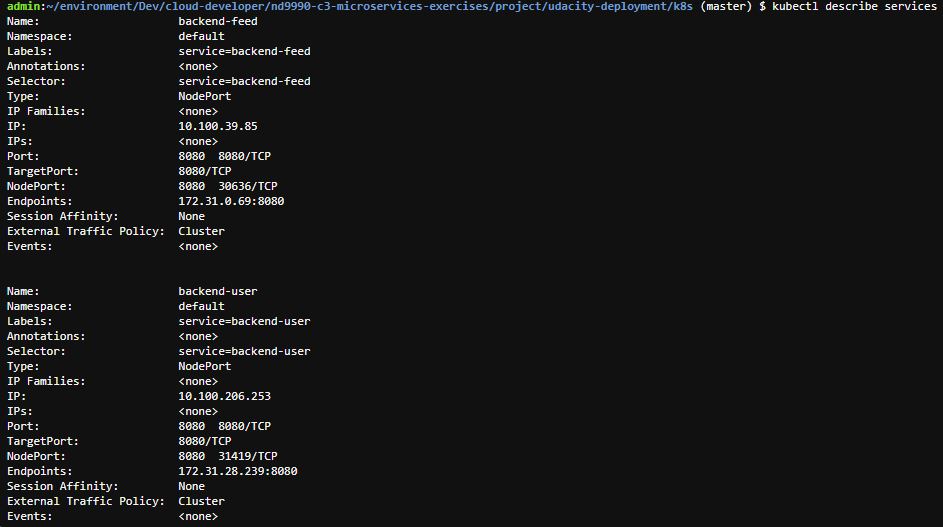 admin:~/environment/Dev/cloud-developer/nd9990-c3-microservices-exercises/project/udacity-deployment/k8s (master) $ kubectl describe services
Name:                     backend-feed
Namespace:                default
Labels:                   service=backend-feed
Annotations:              <none>
Selector:                 service=backend-feed
Type:                     NodePort
IP Families:              <none>
IP:                       10.100.39.85
IPs:                      <none>
Port:                     8080  8080/TCP
TargetPort:               8080/TCP
NodePort:                 8080  30636/TCP
Endpoints:                172.31.0.69:8080
Session Affinity:         None
External Traffic Policy:  Cluster
Events:                   <none>
Name:                     backend-user
Namespace:                default
Labels:                   service=backend-user
Annotations:              <none>
Selector:                 service=backend-user
Type:                     NodePort
IP Families:              <none>
IP:                       10.100.206.253
IPs:                      <none>
Port:                     8080  8080/TCP
TargetPort:               8080/TCP
NodePort:                 8080  31419/TCP
Endpoints:                172.31.28.239:8080
Session Affinity:         None
External Traffic Policy:  Cluster
Events:                   <none>